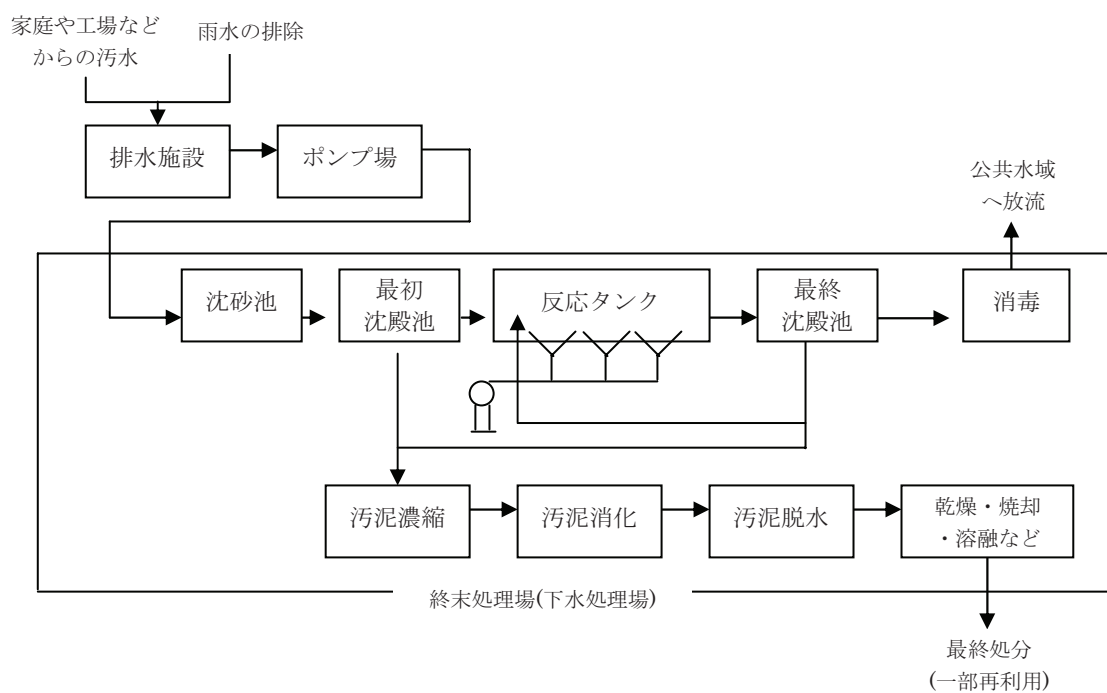 家庭や工場など
からの汚水
雨水の排除
排水施設
ポンプ場
公共水域
へ放流
沈砂池
最初
沈殿池
反応タンク
最終
沈殿池
消毒
汚泥濃縮
汚泥消化
汚泥脱水
乾燥・焼却
・溶融など
終末処理場(下水処理場)
最終処分
(一部再利用)